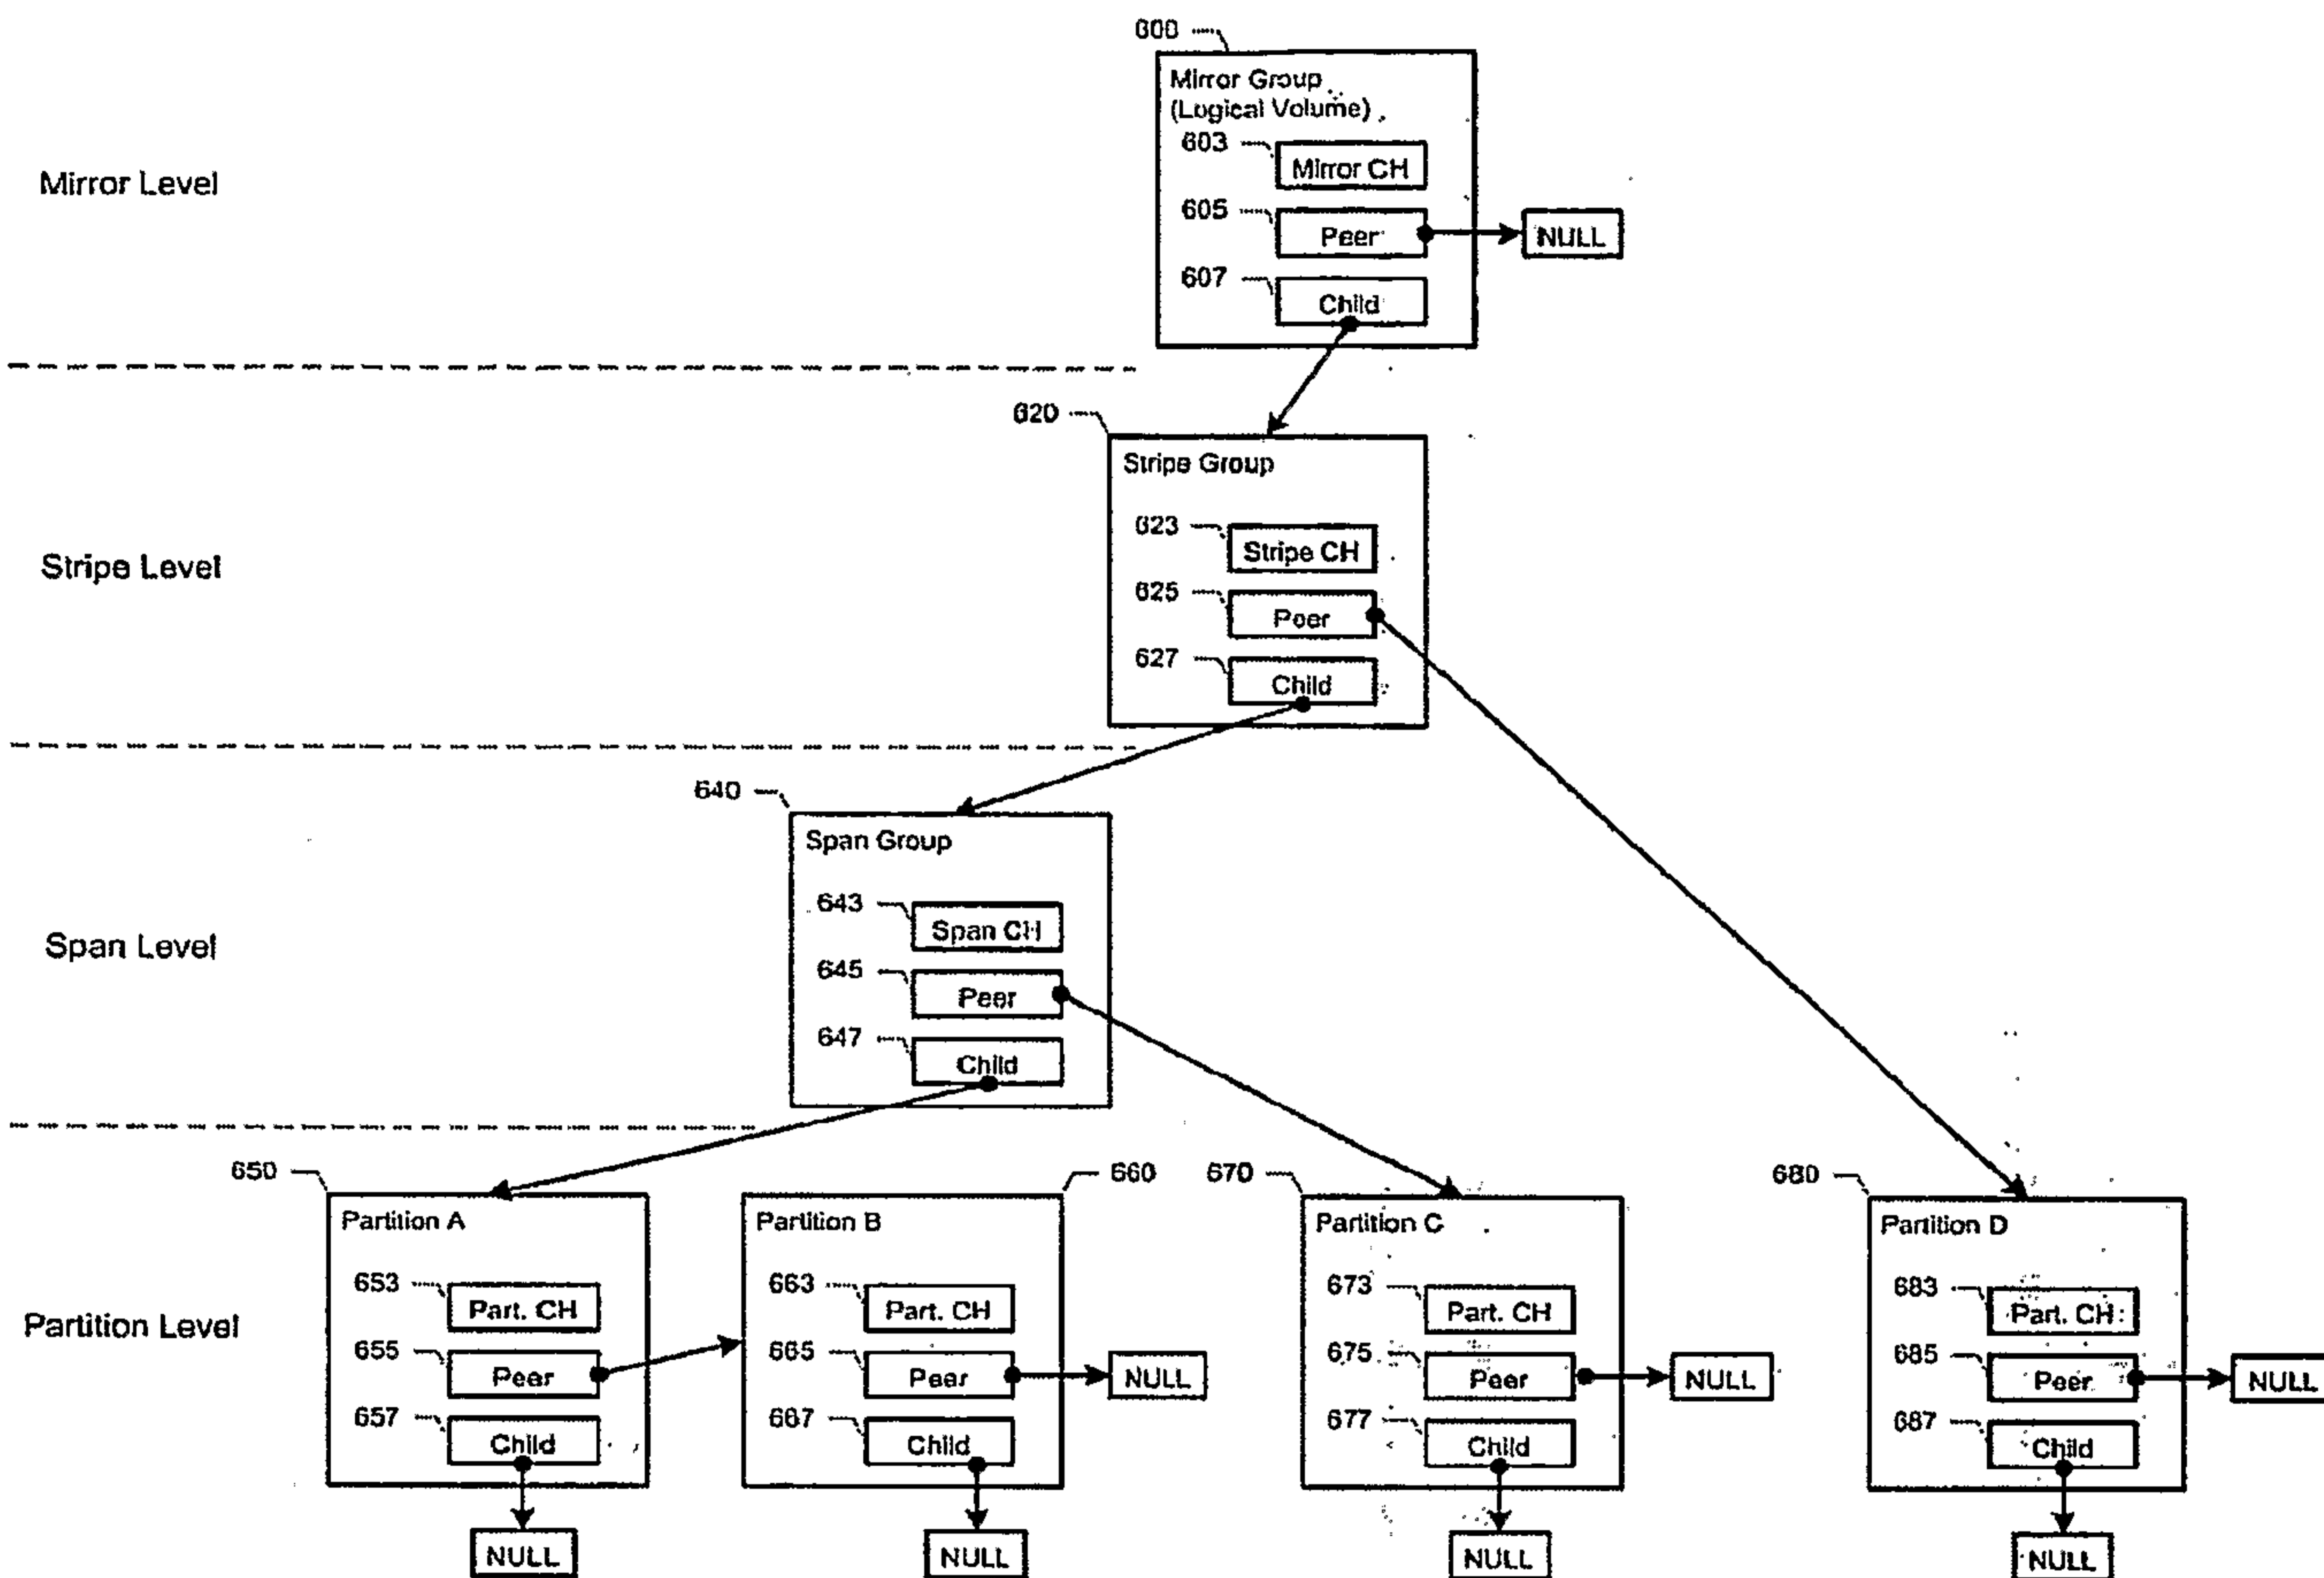 600
Mirror Group
(Logical Volume)
603
Mirror CH
Mirror Level
605
Peer
NULL
607
Child
620
Stripe Group
623
Stripe CH
Stripe Level
625
Peer
627
Child
640
Span Group
643
Span CH
Span Level
645
Peer
647
Child
650
660
670
680
Partition A
Partition B
Partition C
Partition D
653
Part. CH
663
Part. CH
673
Part. CH
683
Part. CH
Partition Level
655
Peer
665
Peer
NULL
675
Peer
NULL
685
Peer
NULL
657
Child
667
Child
677
Child
687
Child
NULL
NULL
NULL
NULL